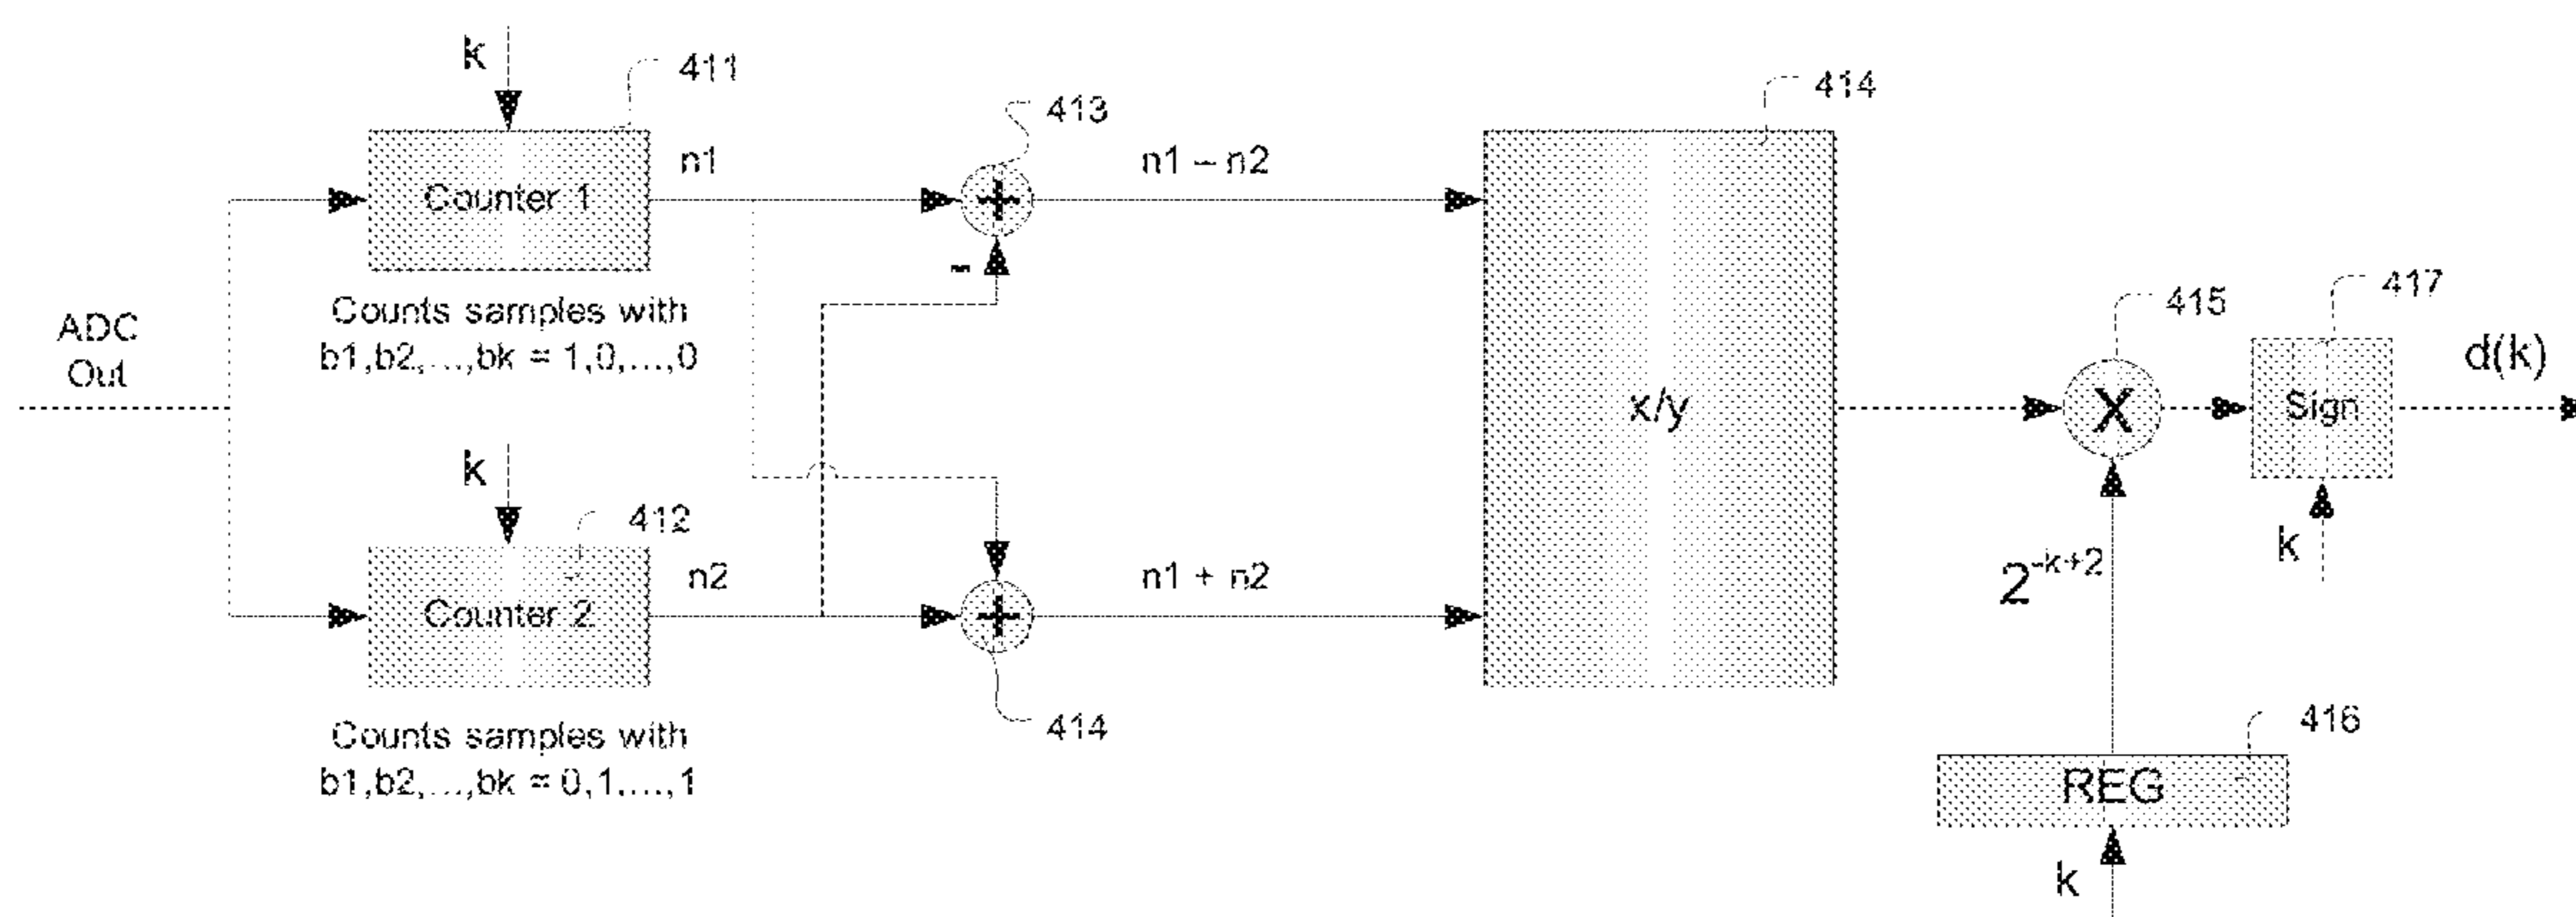 k
411
Counter 1
n1
Counts samples with
b1,b2,...,bk = 1,0,...,0
ADC
Out
k
412
Counter 2
n2
Counts samples with
b1,b2,...,bk = 0,1,...,1
413
+
-
n1 – n2
+
414
n1 + n2
414
x/y
415
X
2^-k+2
416
REG
k
417
Sign
k
d(k)